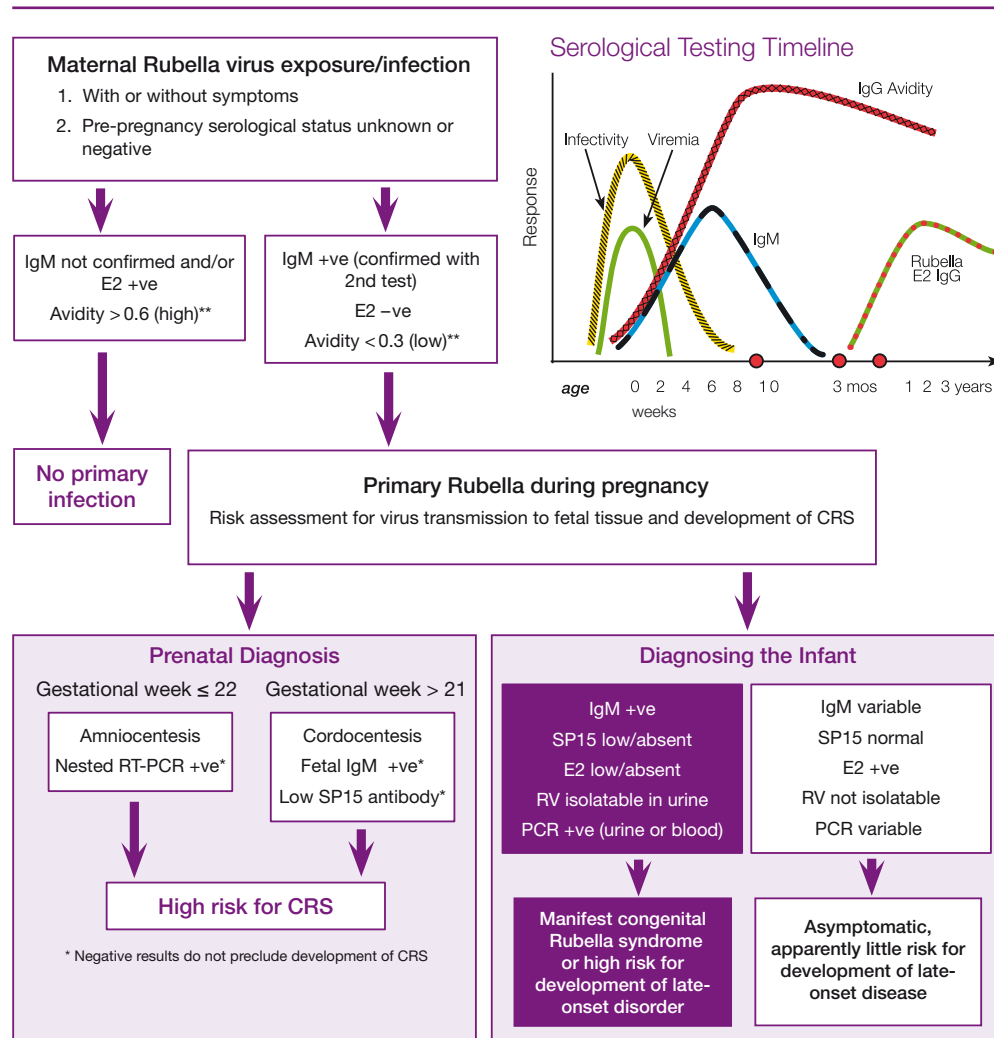 Maternal Rubella virus exposure/infection
1. With or without symptoms
2. Pre-pregnancy serological status unknown or
negative
Serological Testing Timeline
IgG Avidity
Infectivity
Viremia
IgM
Response
Rubella
E2 IgG
age
0 2 4 6 8 10
3 mos
1 2 3 years
weeks
IgM not confirmed and/or
E2 +ve
Avidity > 0.6 (high)**
IgM +ve (confirmed with
2nd test)
E2 −ve
Avidity < 0.3 (low)**
No primary
infection
Primary Rubella during pregnancy
Risk assessment for virus transmission to fetal tissue and development of CRS
Prenatal Diagnosis
Gestational week ≤ 22
Gestational week > 21
Amniocentesis
Nested RT-PCR +ve*
Cordocentesis
Fetal IgM +ve*
Low SP15 antibody*
High risk for CRS
* Negative results do not preclude development of CRS
Diagnosing the Infant
IgM +ve
SP15 low/absent
E2 low/absent
RV isolatable in urine
PCR +ve (urine or blood)
IgM variable
SP15 normal
E2 +ve
RV not isolatable
PCR variable
Manifest congenital
Rubella syndrome
or high risk for
development of late-
onset disorder
Asymptomatic,
apparently little risk for
development of late-
onset disease